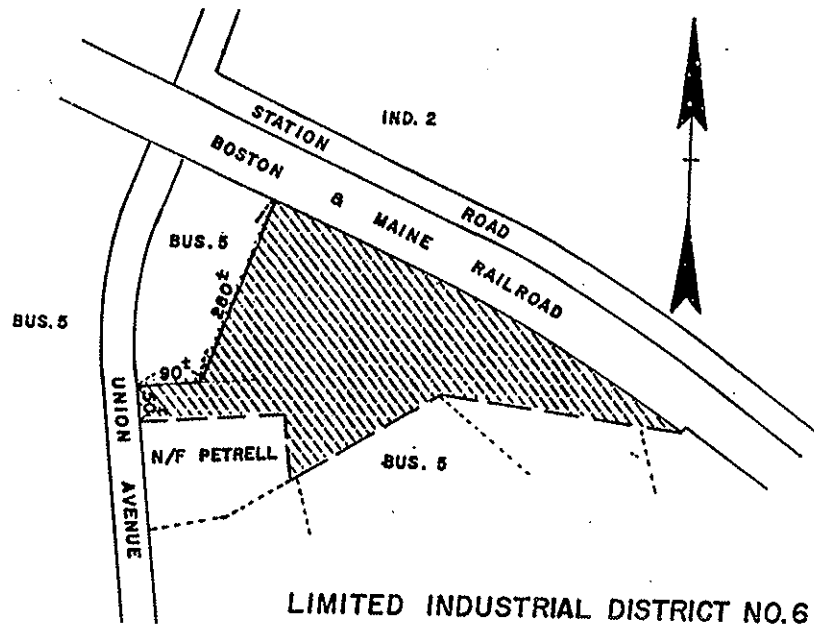 IND. 2
STATION ROAD
BOSTON & MAINE RAILROAD
BUS. 5
260±
BUS. 5
90±
50±
UNION AVENUE
N/F PETRELL
BUS. 5
LIMITED INDUSTRIAL DISTRICT NO. 6